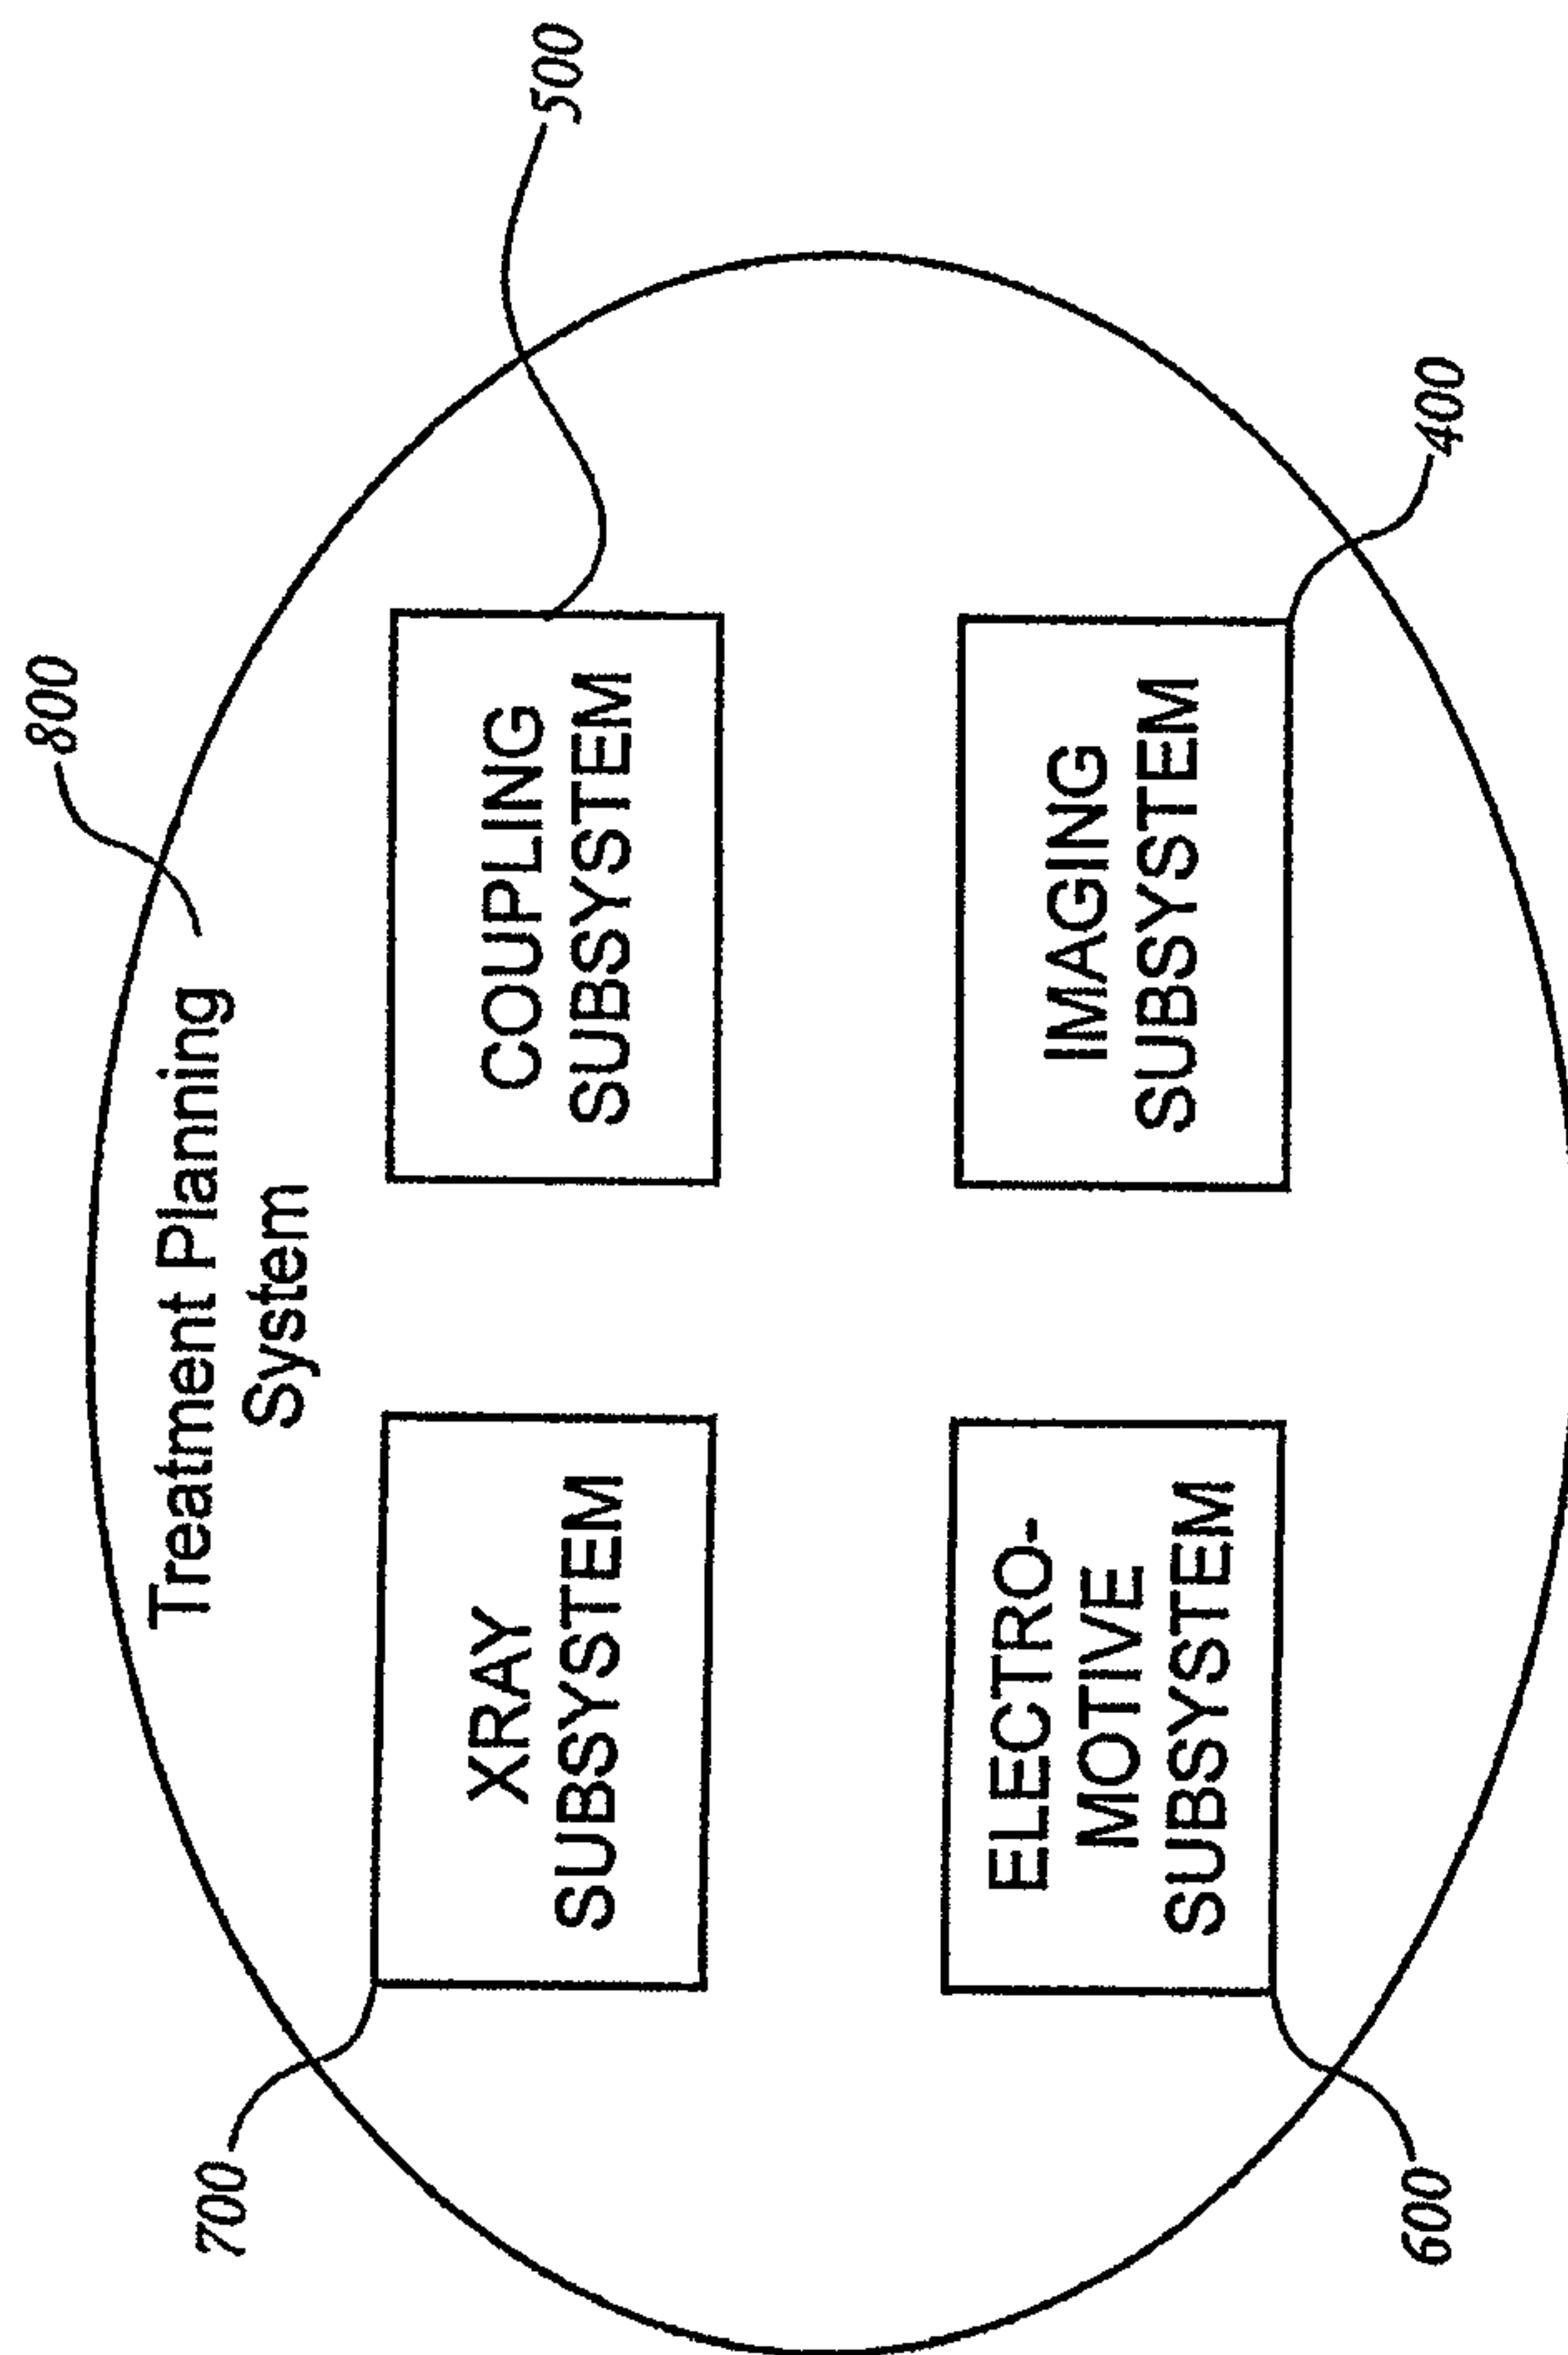 800
Treatment Planning
System
700
XRAY
SUBSYSTEM
500
COUPLING
SUBSYSTEM
600
ELECTRO-
MOTIVE
SUBSYSTEM
400
IMAGING
SUBSYSTEM